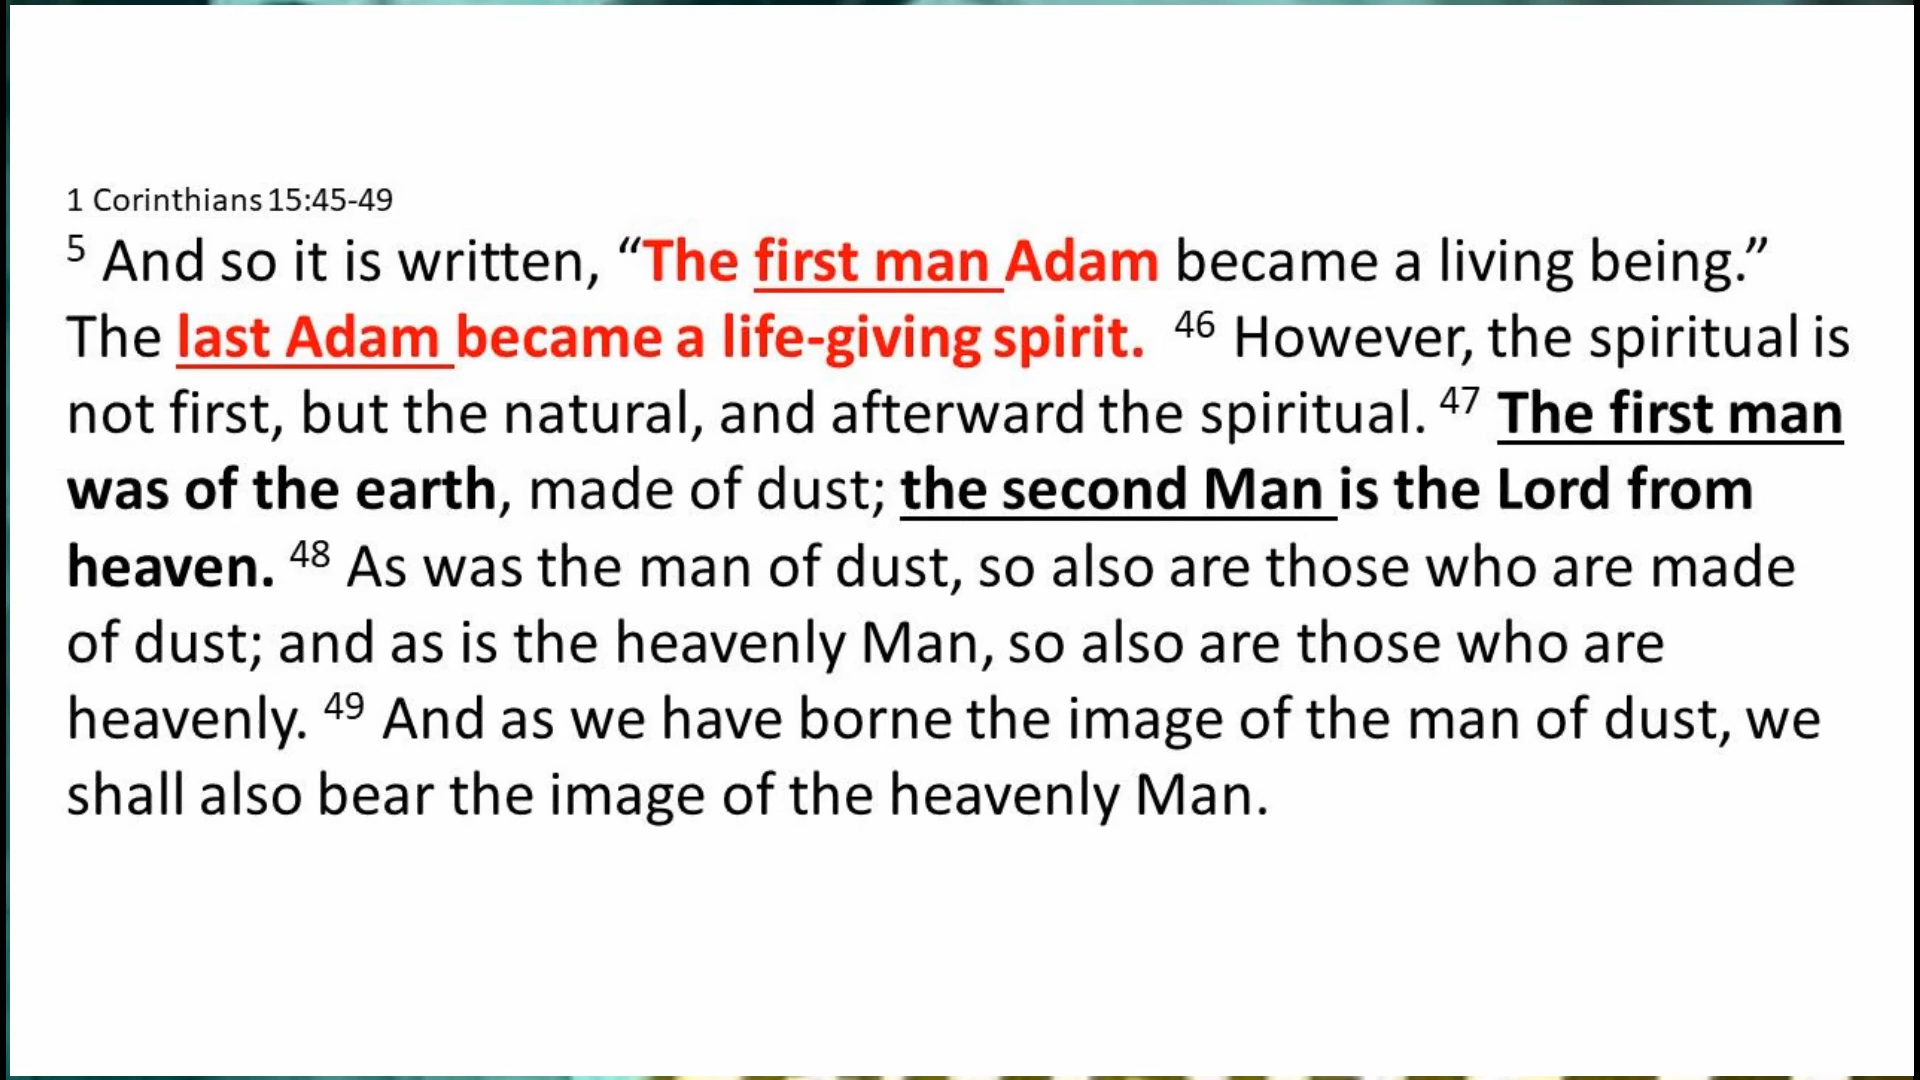 1 Corinthians 15:45-49
5 And so it is written, “The first man Adam became a living being.”
The last Adam became a life-giving spirit. 46 However, the spiritual is
not first, but the natural, and afterward the spiritual. 47 The first man
was of the earth, made of dust; the second Man is the Lord from
heaven. 48 As was the man of dust, so also are those who are made
of dust; and as is the heavenly Man, so also are those who are
heavenly. 49 And as we have borne the image of the man of dust, we
shall also bear the image of the heavenly Man.